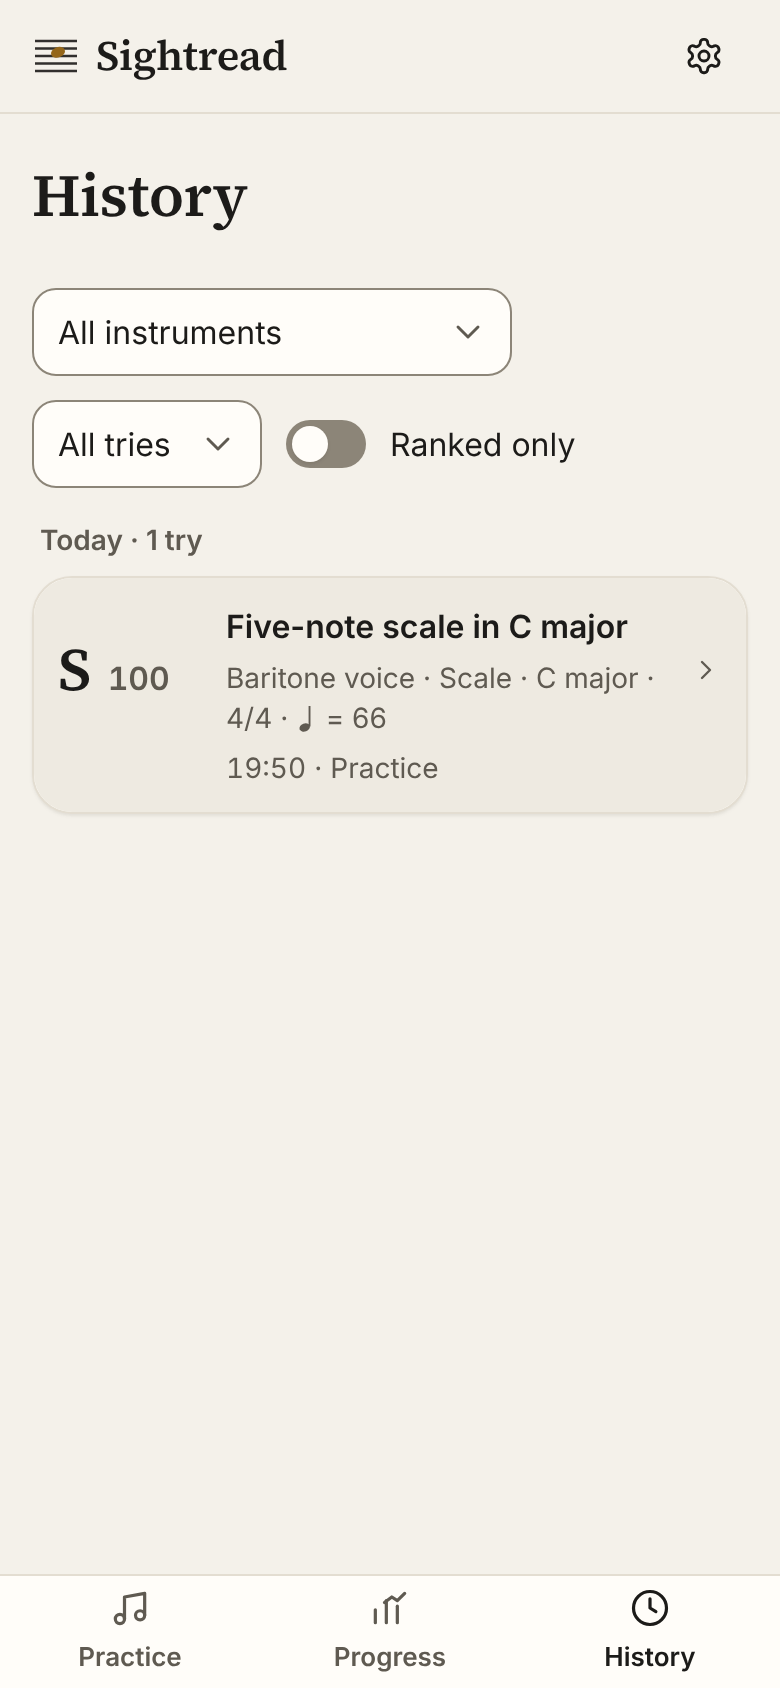 Sightread
History
All instruments
All tries
Ranked only
Today · 1 try
S 100
Five-note scale in C major
Baritone voice · Scale · C major ·
4/4 · ♩ = 66
19:50 · Practice
Practice
Progress
History